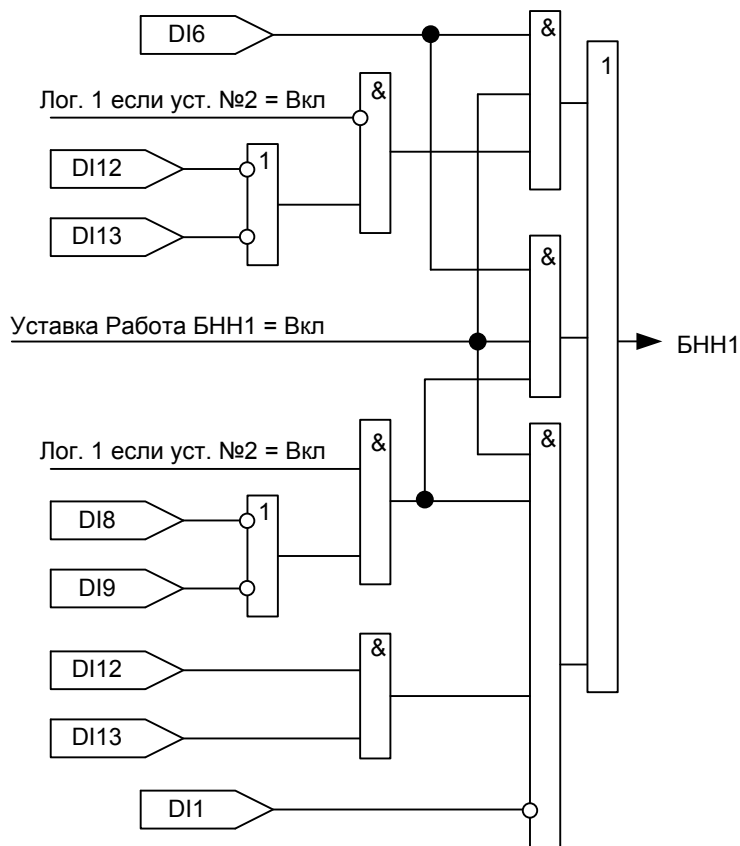 DI6
&
1
Лог. 1 если уст. №2 = Вкл
&
DI12
1
DI13
&
Уставка Работа БНН1 = Вкл
БНН1
Лог. 1 если уст. №2 = Вкл
&
&
DI8
1
DI9
DI12
&
DI13
DI1